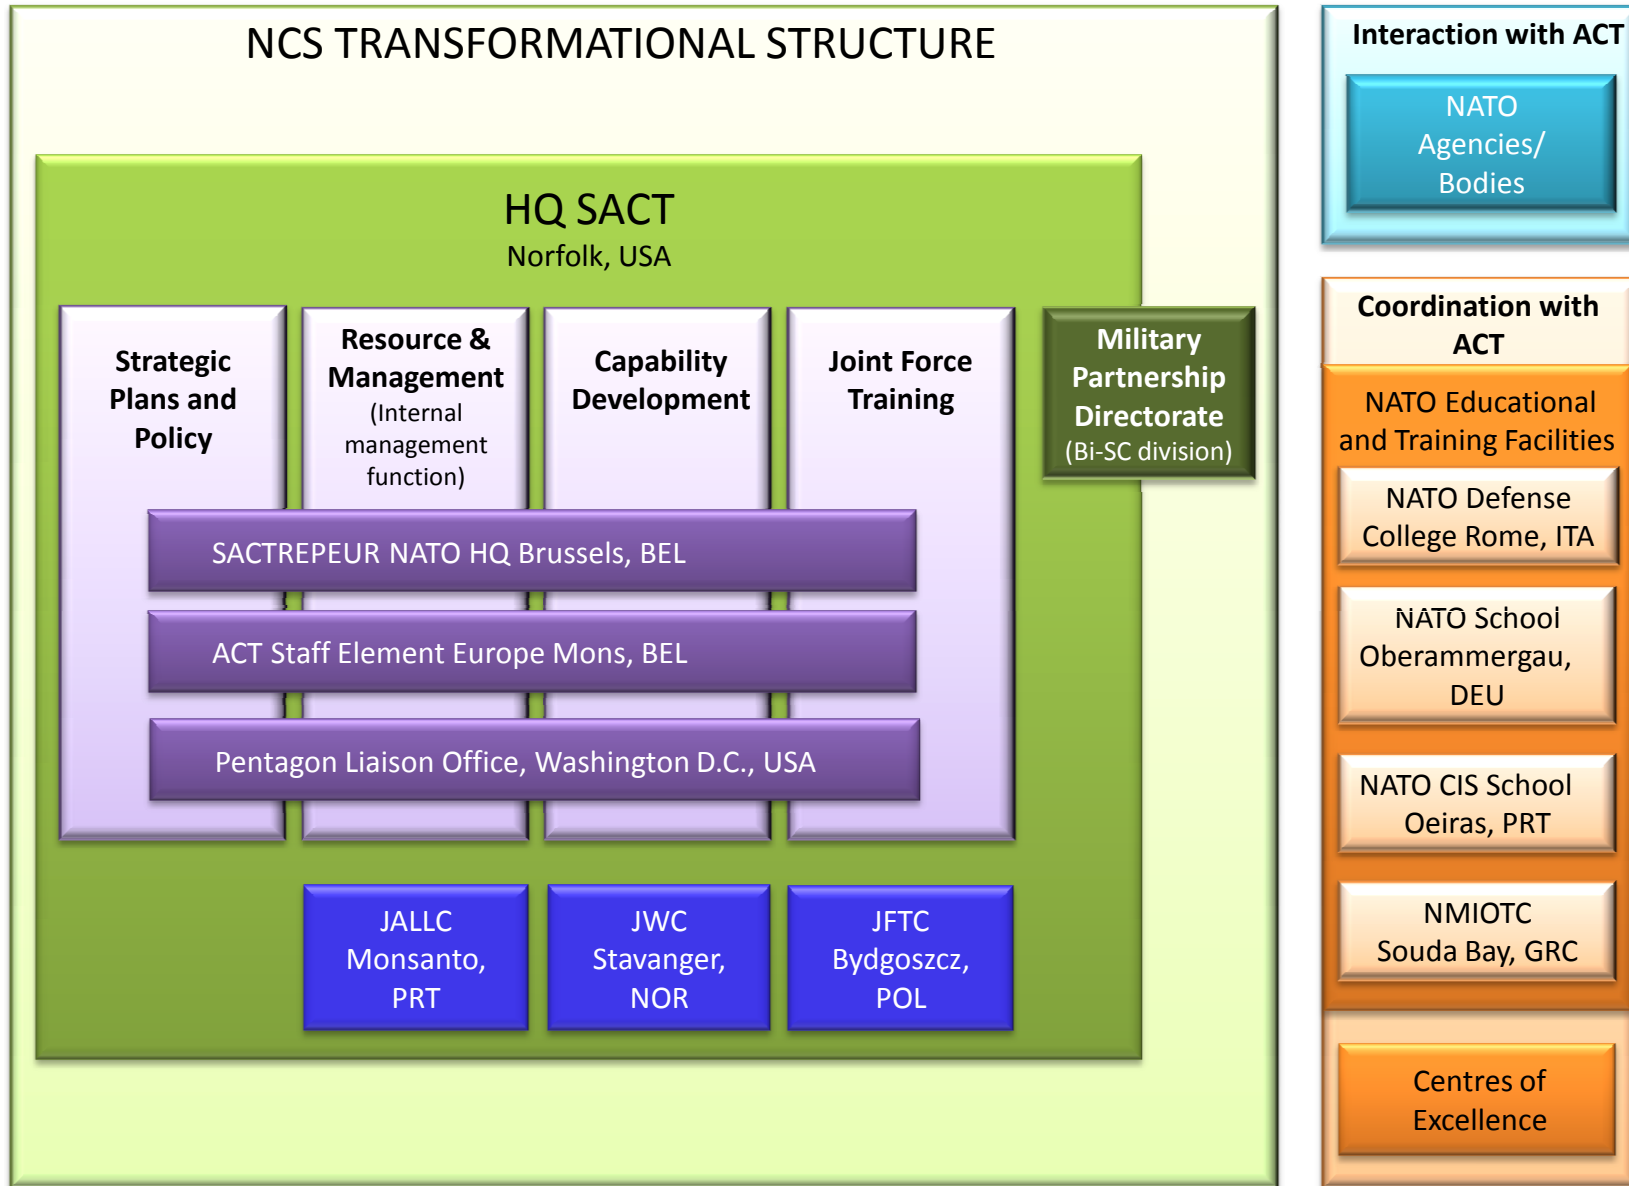 NCS TRANSFORMATIONAL STRUCTURE
HQ SACT
Norfolk, USA
Strategic
Plans and
Policy
Resource &
Management
(Internal
management
function)
Capability
Development
Joint Force
Training
Military
Partnership
Directorate
(Bi-SC division)
SACTREPEUR NATO HQ Brussels, BEL
ACT Staff Element Europe Mons, BEL
Pentagon Liaison Office, Washington D.C., USA
JALLC
Monsanto,
PRT
JWC
Stavanger,
NOR
JFTC
Bydgoszcz,
POL
Interaction with ACT
NATO
Agencies/
Bodies
Coordination with
ACT
NATO Educational
and Training Facilities
NATO Defense
College Rome, ITA
NATO School
Oberammergau,
DEU
NATO CIS School
Oeiras, PRT
NMIOTC
Souda Bay, GRC
Centres of
Excellence